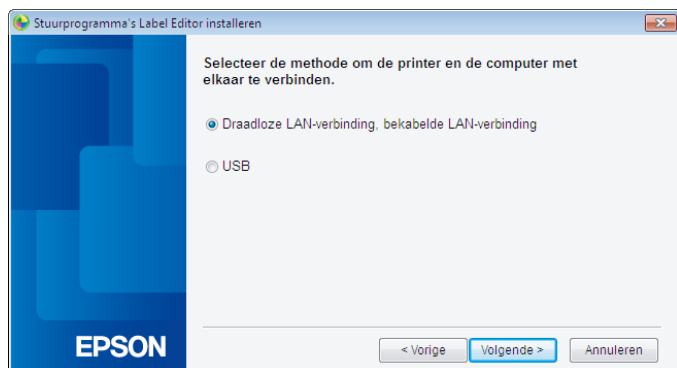 Stuurprogramma's Label Editor installeren
Selecteer de methode om de printer en de computer met
elkaar te verbinden.
Draadloze LAN-verbinding, bekabelde LAN-verbinding
USB
EPSON
< Vorige
Volgende >
Annuleren